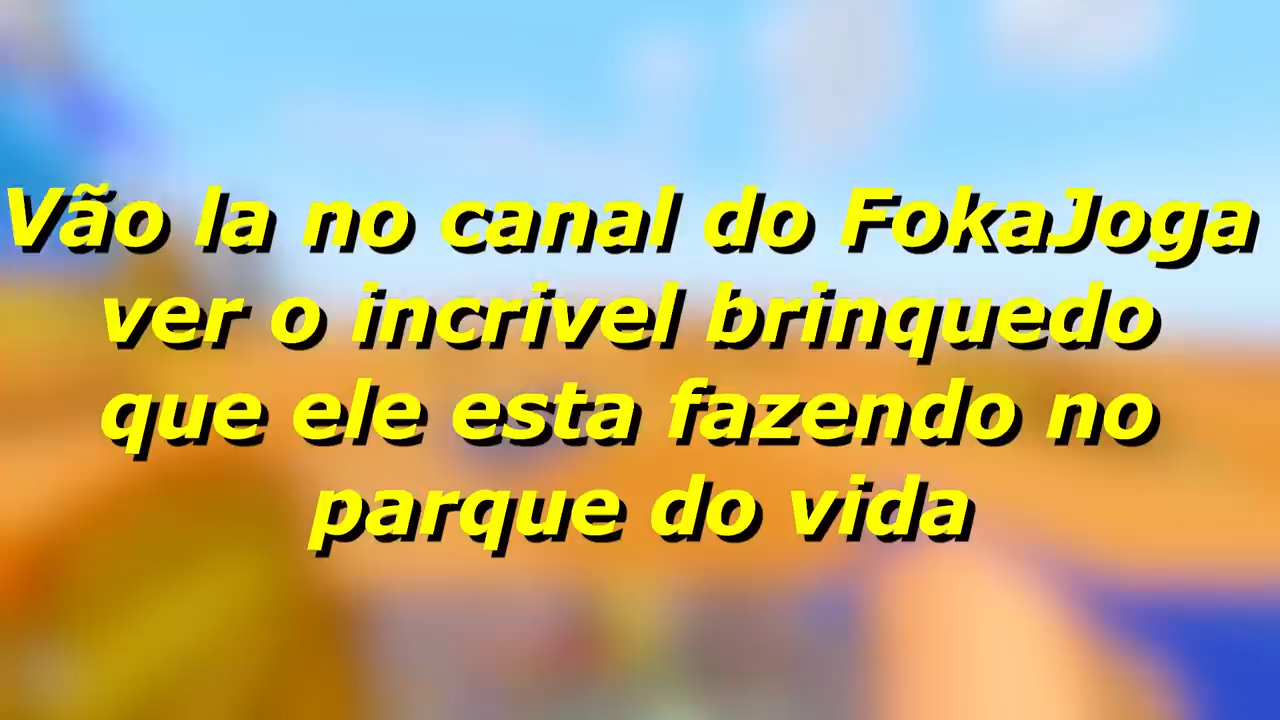 Vão la no canal do FokaJoga
ver o incrivel brinquedo
que ele esta fazendo no
parque do vida